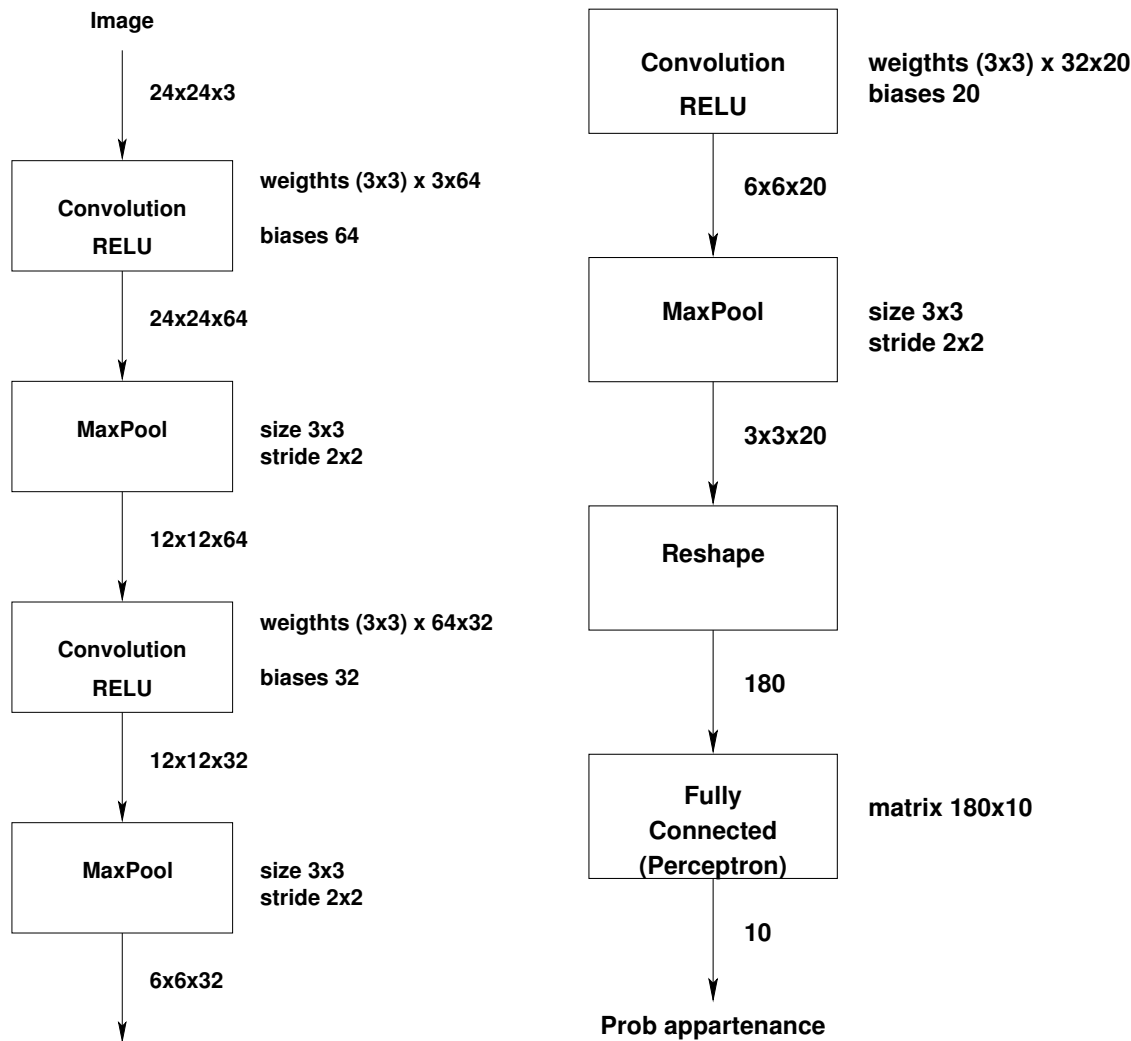 Image
24x24x3
Convolution
RELU
weigthts (3x3) x 3x64
biases 64
24x24x64
MaxPool
size 3x3
stride 2x2
12x12x64
Convolution
RELU
weigthts (3x3) x 64x32
biases 32
12x12x32
MaxPool
size 3x3
stride 2x2
6x6x32
Convolution
RELU
weigthts (3x3) x 32x20
biases 20
6x6x20
MaxPool
size 3x3
stride 2x2
3x3x20
Reshape
180
Fully
Connected
(Perceptron)
matrix 180x10
10
Prob appartenance